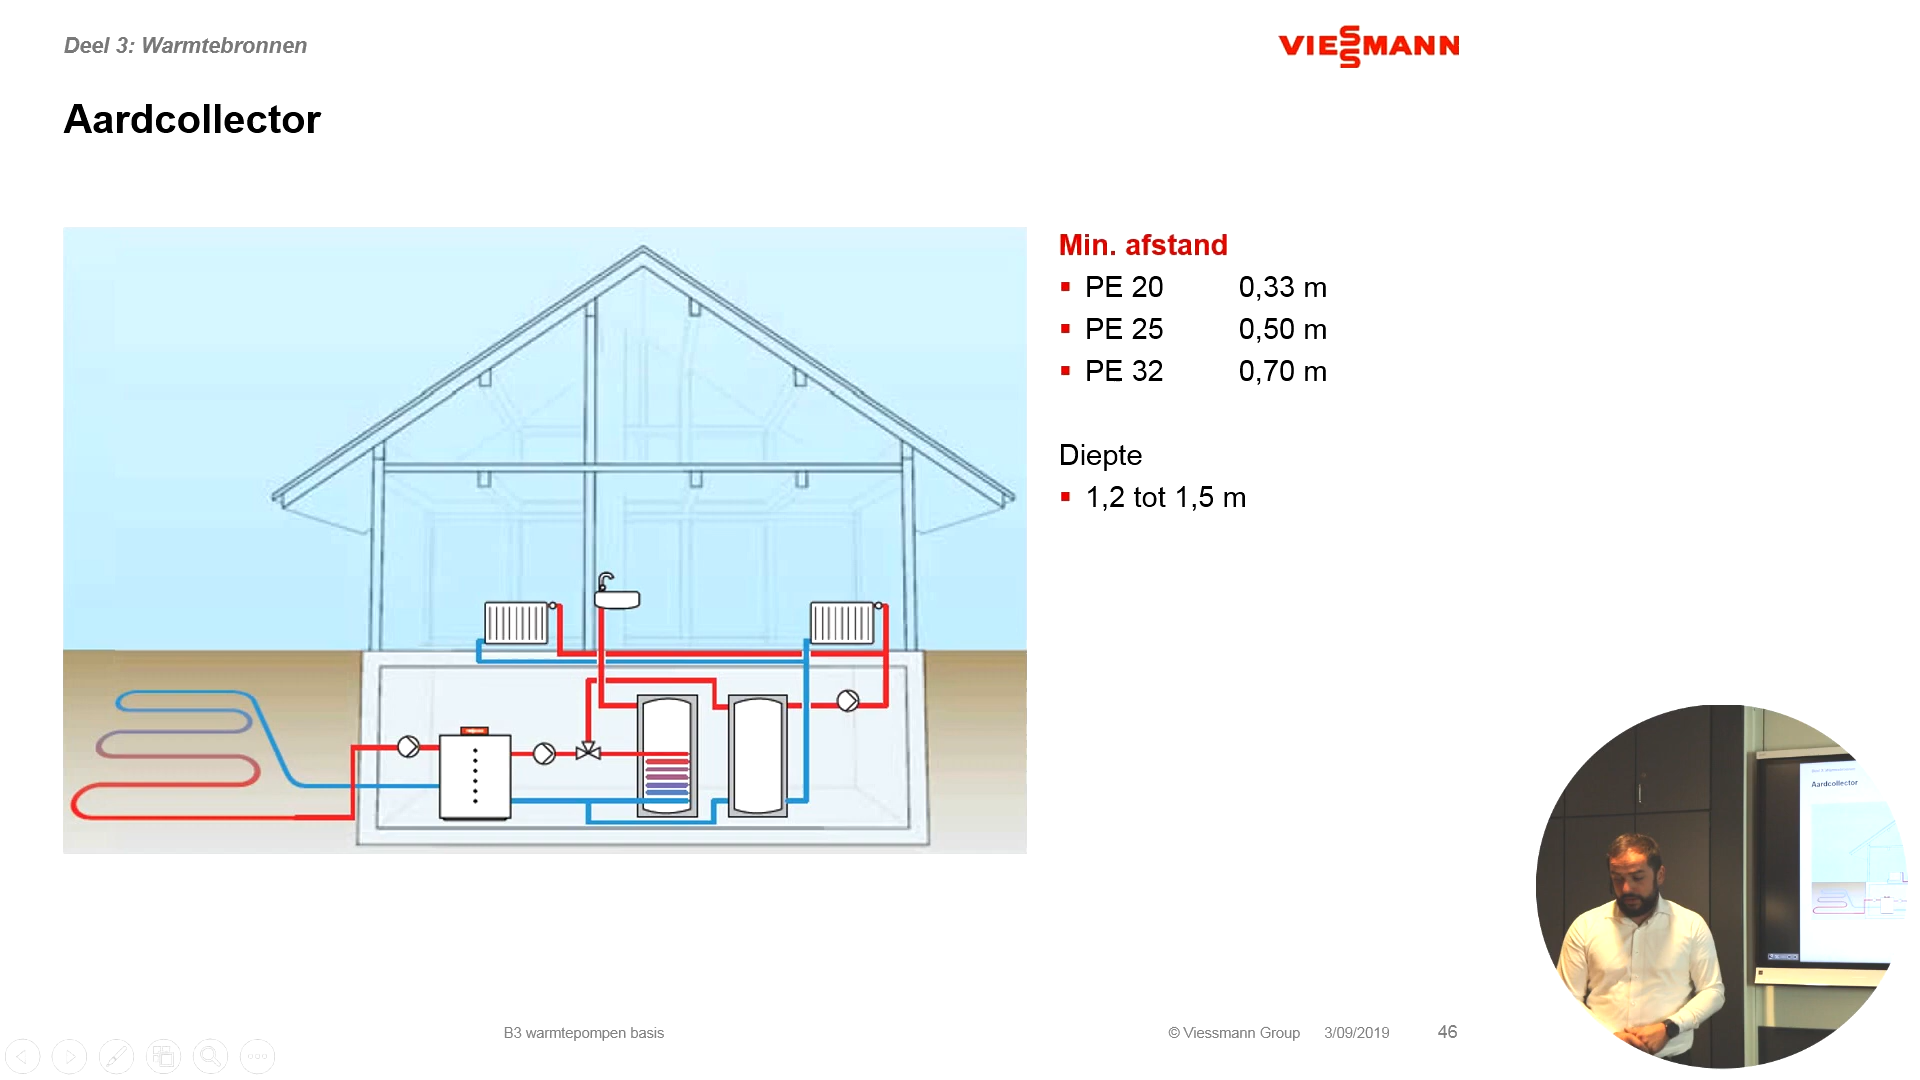 Deel 3: Warmtebronnen
VIESSMANN
Aardcollector
Min. afstand
▪ PE 20 0,33 m
▪ PE 25 0,50 m
▪ PE 32 0,70 m
Diepte
▪ 1,2 tot 1,5 m
Aardcollector
B3 warmtepompen basis © Viessmann Group 3/09/2019 46